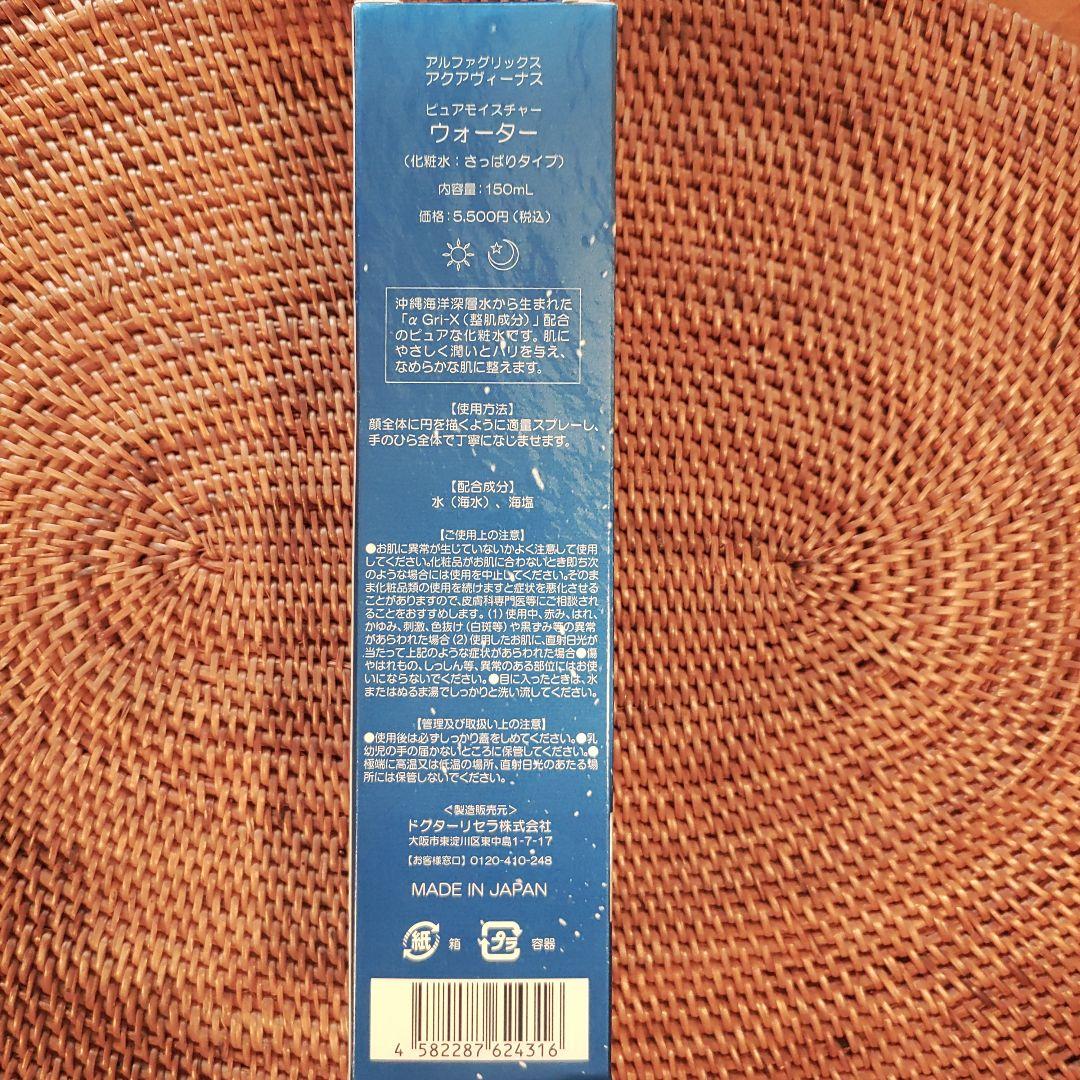 アルファグリックス
アクアヴィーナス
ピュアモイスチャー
ウォーター
(化粧水:さっぱりタイプ)
内容量:150mL
価格:5,500円(税込)
沖縄海洋深層水から生まれた
「α Gri-X(整肌成分)」配合
のピュアな化粧水です。肌に
やさしく潤いとハリを与え、
なめらかな肌に整えます。
【使用方法】
顔全体に円を描くように適量スプレーし、
手のひら全体で丁寧になじませます。
【配合成分】
水(海水)、海塩
【ご使用上の注意】
●お肌に異常が生じていないかよく注意して使用
してください。化粧品がお肌に合わないとき即ち次
のような場合には使用を中止してください。そのま
ま化粧品類の使用を続けますと症状を悪化させる
ことがありますので、皮膚科専門医等にご相談され
ることをおすすめします。(1)使用中、赤み、はれ、
かゆみ、刺激、色抜け(白斑等)や黒ずみ等の異常
があらわれた場合(2)使用したお肌に、直射日光が
当たって上記のような症状があらわれた場合●傷
やはれもの、しっしん等、異常のある部位にはお使
いにならないでください。●目に入ったときは、水
またはぬるま湯でしっかりと洗い流してください。
【管理及び取扱い上の注意】
●使用後は必ずしっかり蓋をしめてください。●乳
幼児の手の届かないところに保管してください。●
極端に高温又は低温の場所、直射日光のあたる場
所には保管しないでください。
<製造販売元>
ドクターリセラ株式会社
大阪市東淀川区東中島1-7-17
【お客様窓口】0120-410-248
MADE IN JAPAN
紙 箱 プラ 容器
4 582287 624316